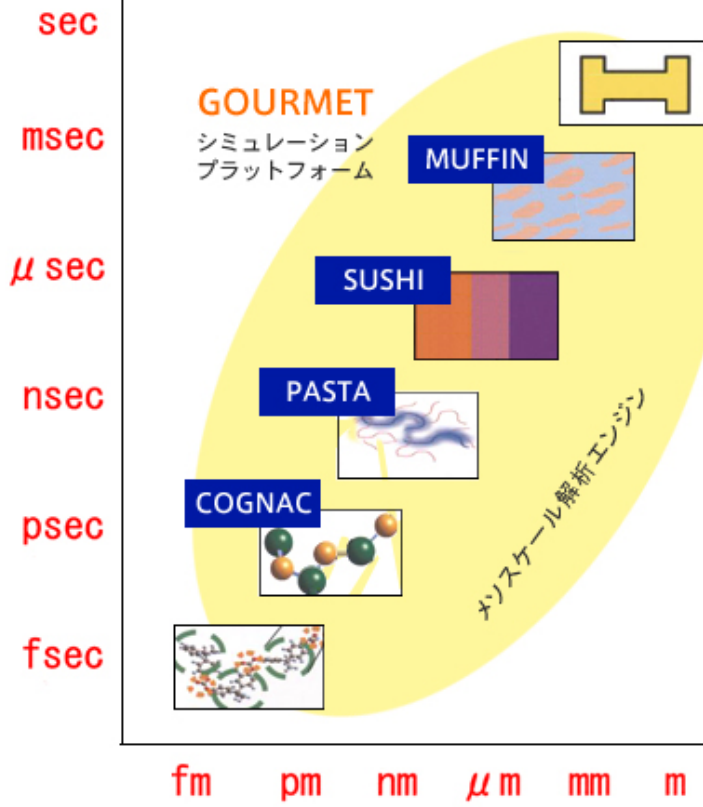 sec
GOURMET
シミュレーション
プラットフォーム
msec
MUFFIN
μsec
SUSHI
nsec
PASTA
メソスケール解析エンジン
COGNAC
psec
fsec
fm pm nm μm mm m